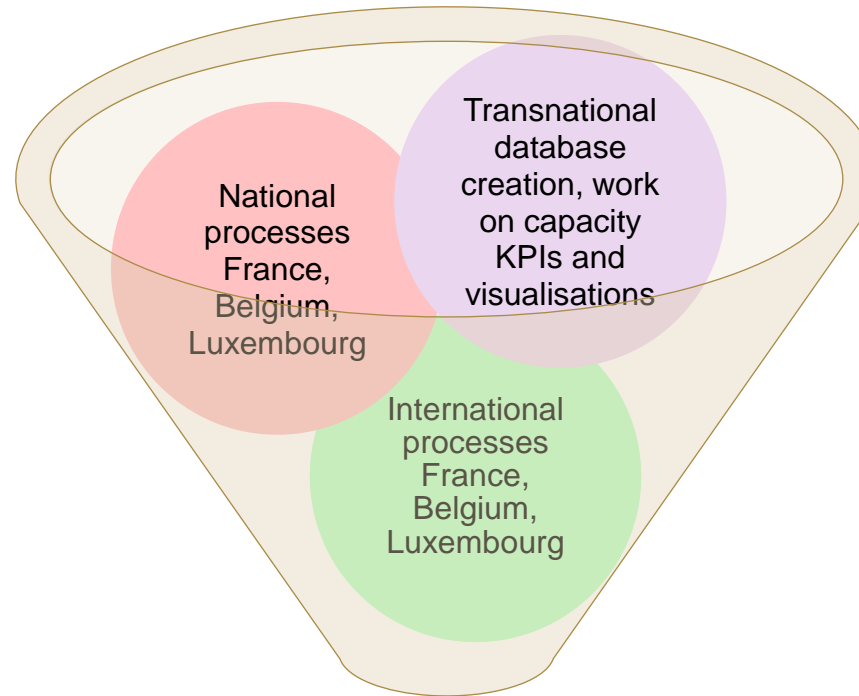 National
processes
France,
Belgium,
Luxembourg
Transnational
database
creation, work
on capacity
KPIs and
visualisations
International
processes
France,
Belgium,
Luxembourg